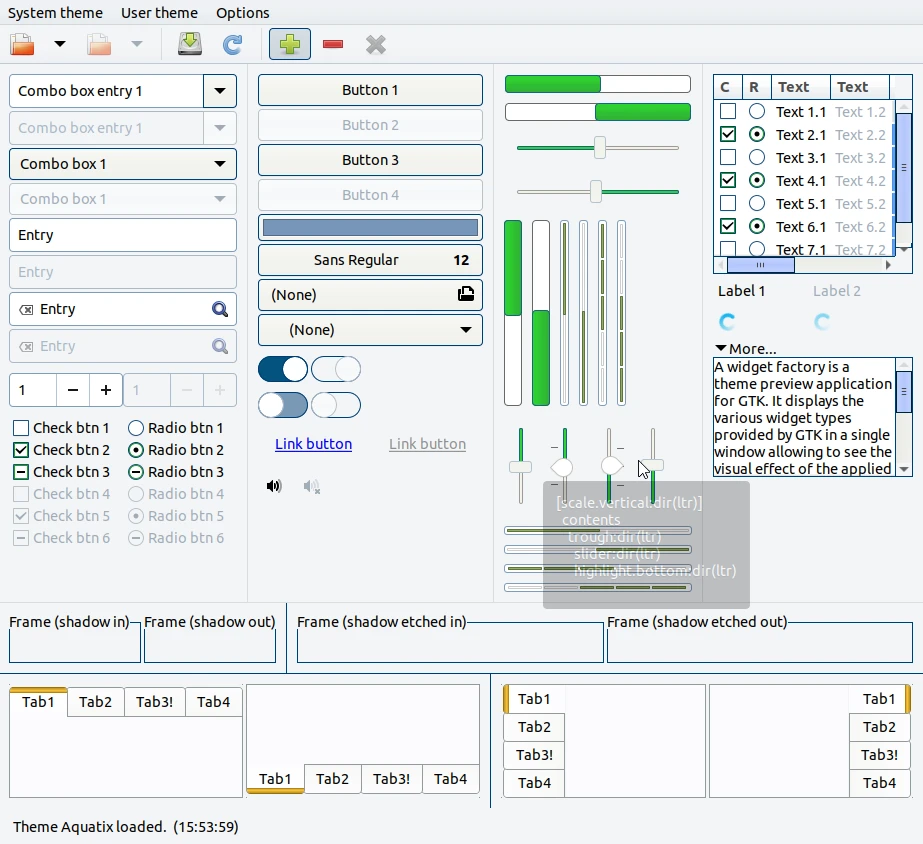 System theme User theme Options
Combo box entry 1
Combo box entry 1
Combo box 1
Combo box 1
Entry
Entry
Entry
Entry
1 − + 1 − +
Check btn 1 Radio btn 1
Check btn 2 Radio btn 2
Check btn 3 Radio btn 3
Check btn 4 Radio btn 4
Check btn 5 Radio btn 5
Check btn 6 Radio btn 6
Button 1
Button 2
Button 3
Button 4
Sans Regular 12
(None)
(None)
Link button Link button
[scale.vertical:dir(ltr)]
contents
trough:dir(ltr)
slider:dir(ltr)
highlight.bottom:dir(ltr)
C R Text Text
Text 1.1 Text 1.2
Text 2.1 Text 2.2
Text 3.1 Text 3.2
Text 4.1 Text 4.2
Text 5.1 Text 5.2
Text 6.1 Text 6.2
Text 7.1 Text 7.2
Label 1 Label 2
More...
A widget factory is a
theme preview application
for GTK. It displays the
various widget types
provided by GTK in a single
window allowing to see the
visual effect of the applied
Frame (shadow in) Frame (shadow out) Frame (shadow etched in) Frame (shadow etched out)
Tab1 Tab2 Tab3! Tab4
Tab1 Tab2 Tab3! Tab4
Tab1
Tab2
Tab3!
Tab4
Tab1
Tab2
Tab3!
Tab4
Theme Aquatix loaded. (15:53:59)